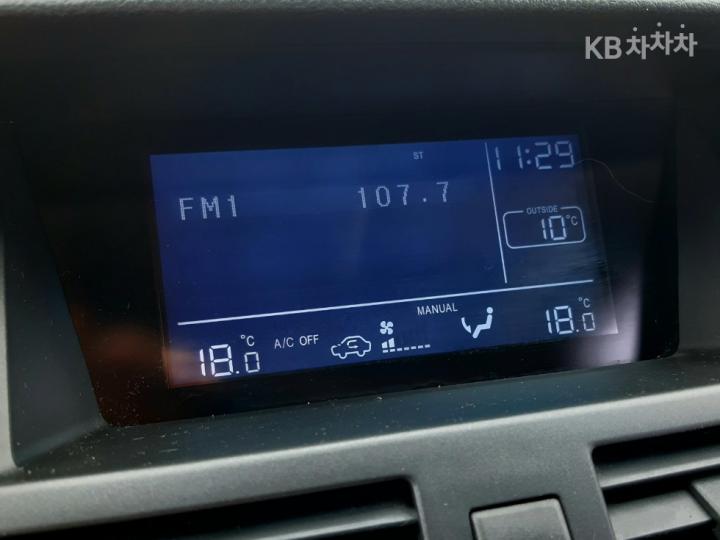 KB차차차
ST
11:29
FM1 107.7
OUTSIDE
10°C
MANUAL
18.0°C A/C OFF 18.0°C